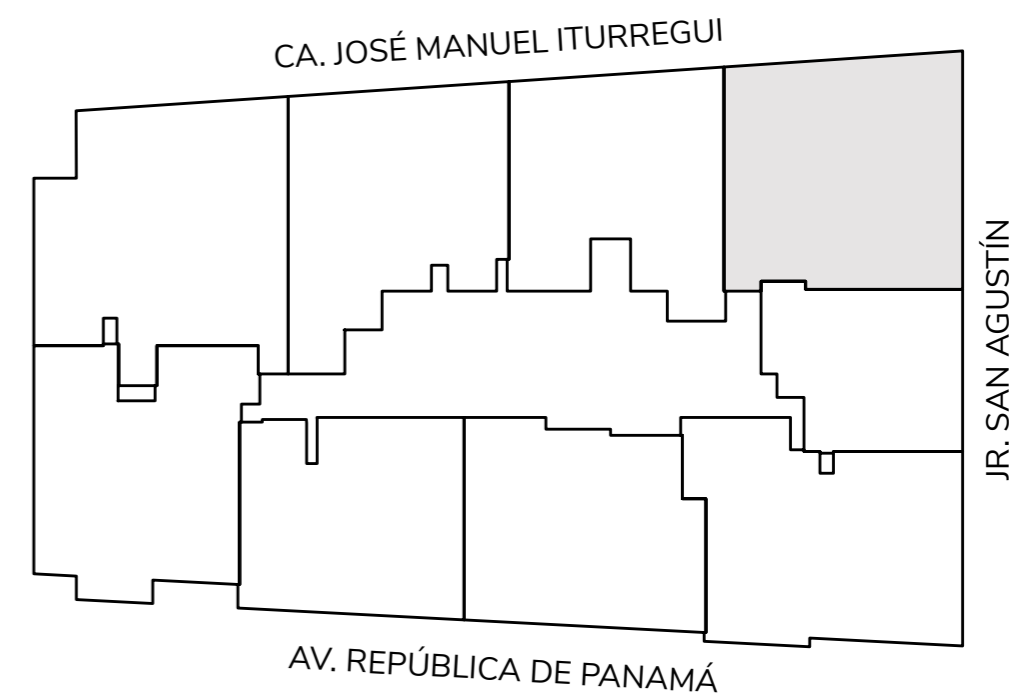 CA. JOSÉ MANUEL ITURREGUI
JR. SAN AGUSTÍN
AV. REPÚBLICA DE PANAMÁ